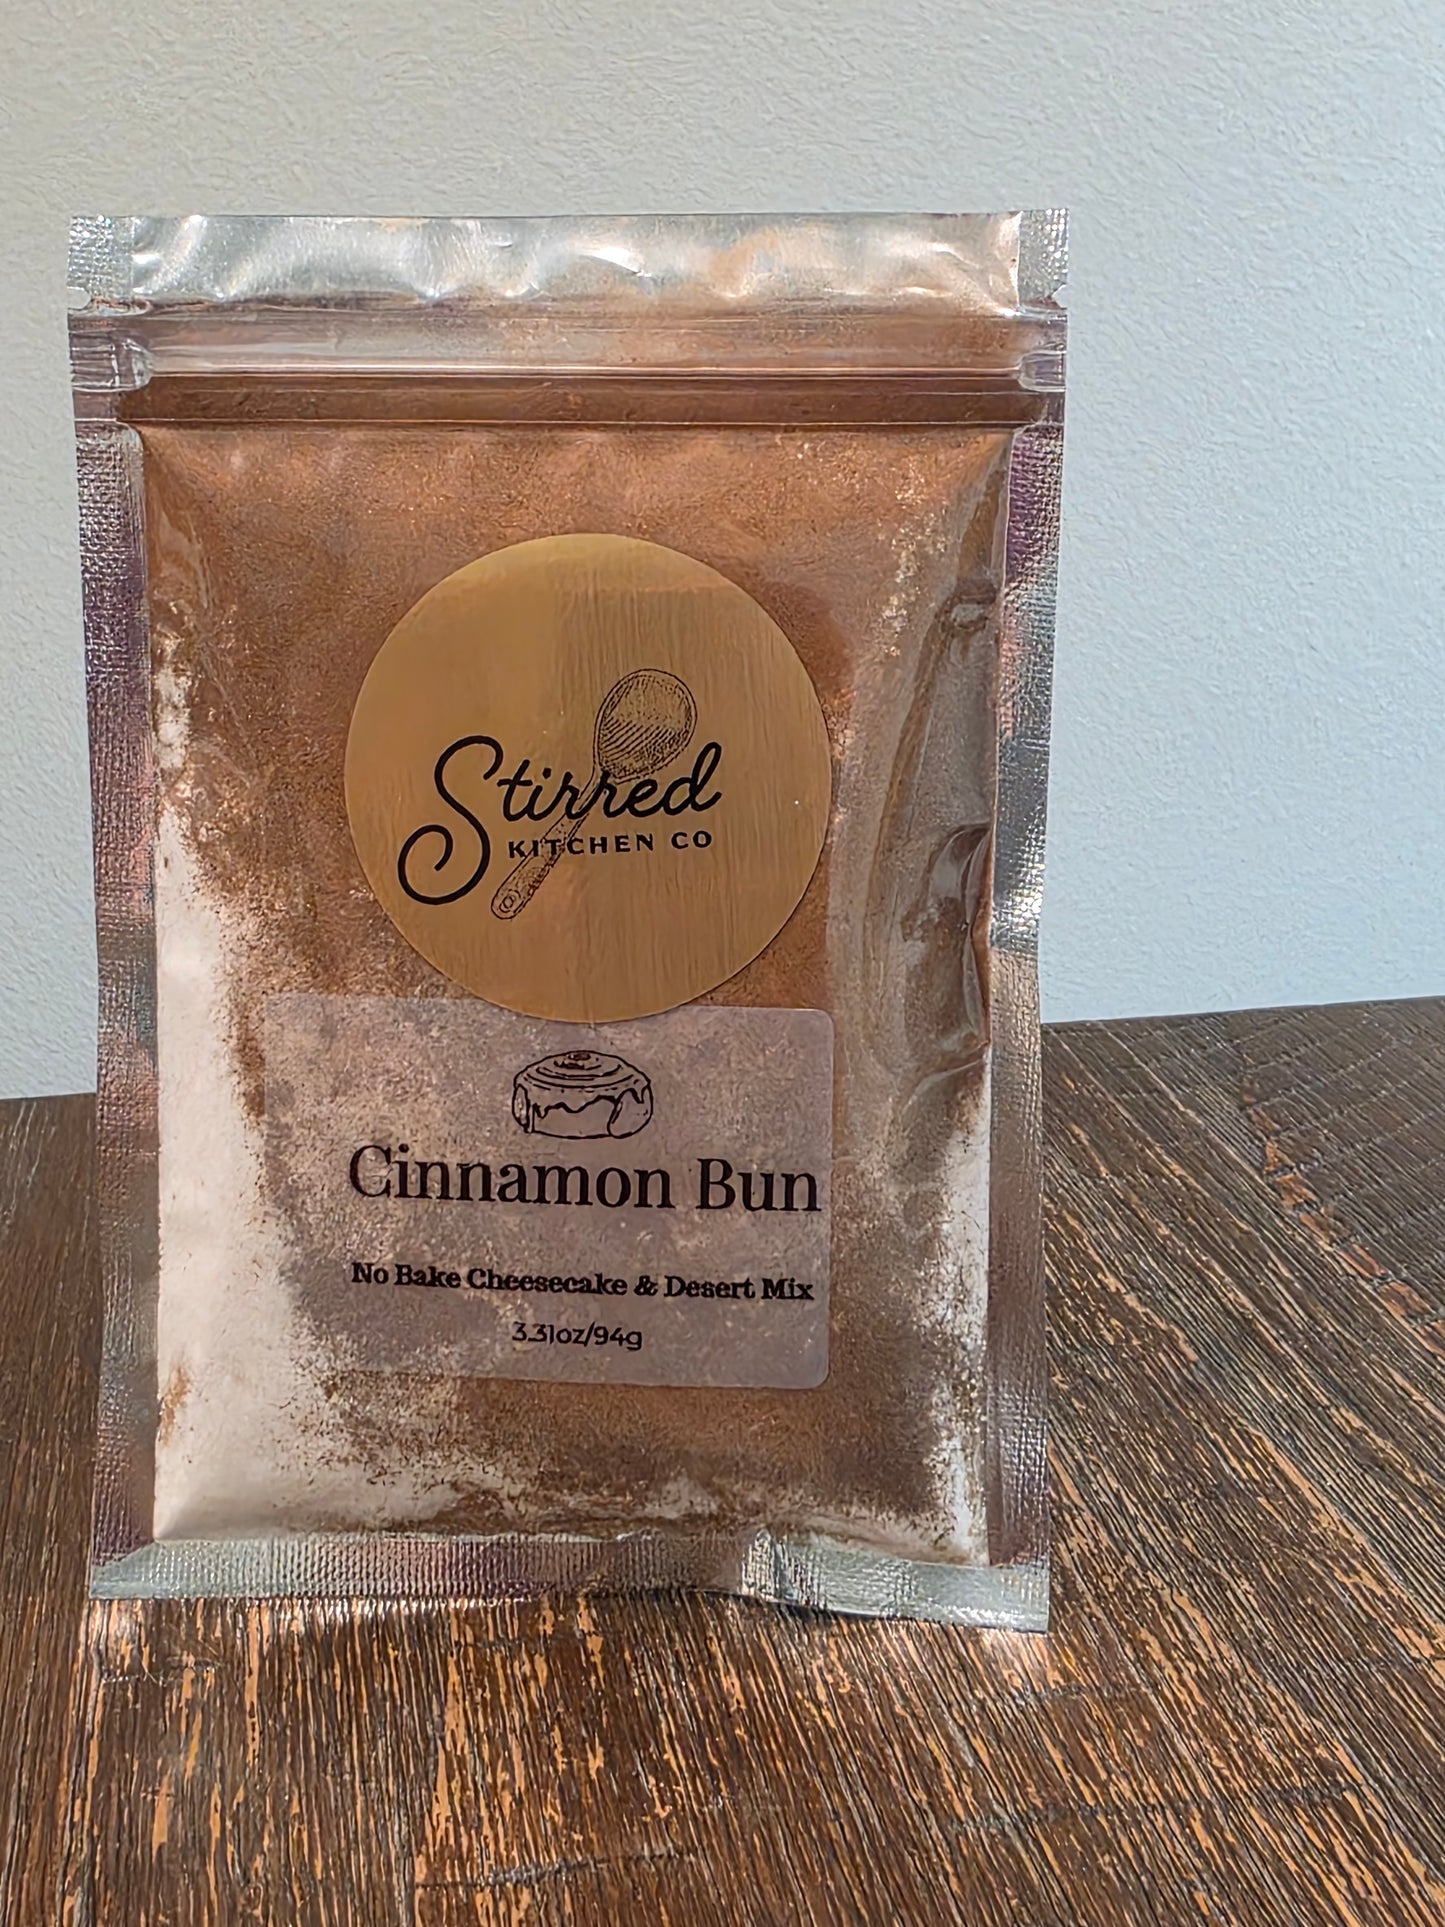 Stirred
KITCHEN CO
Cinnamon Bun
No Bake Cheesecake & Desert Mix
3.31oz/94g